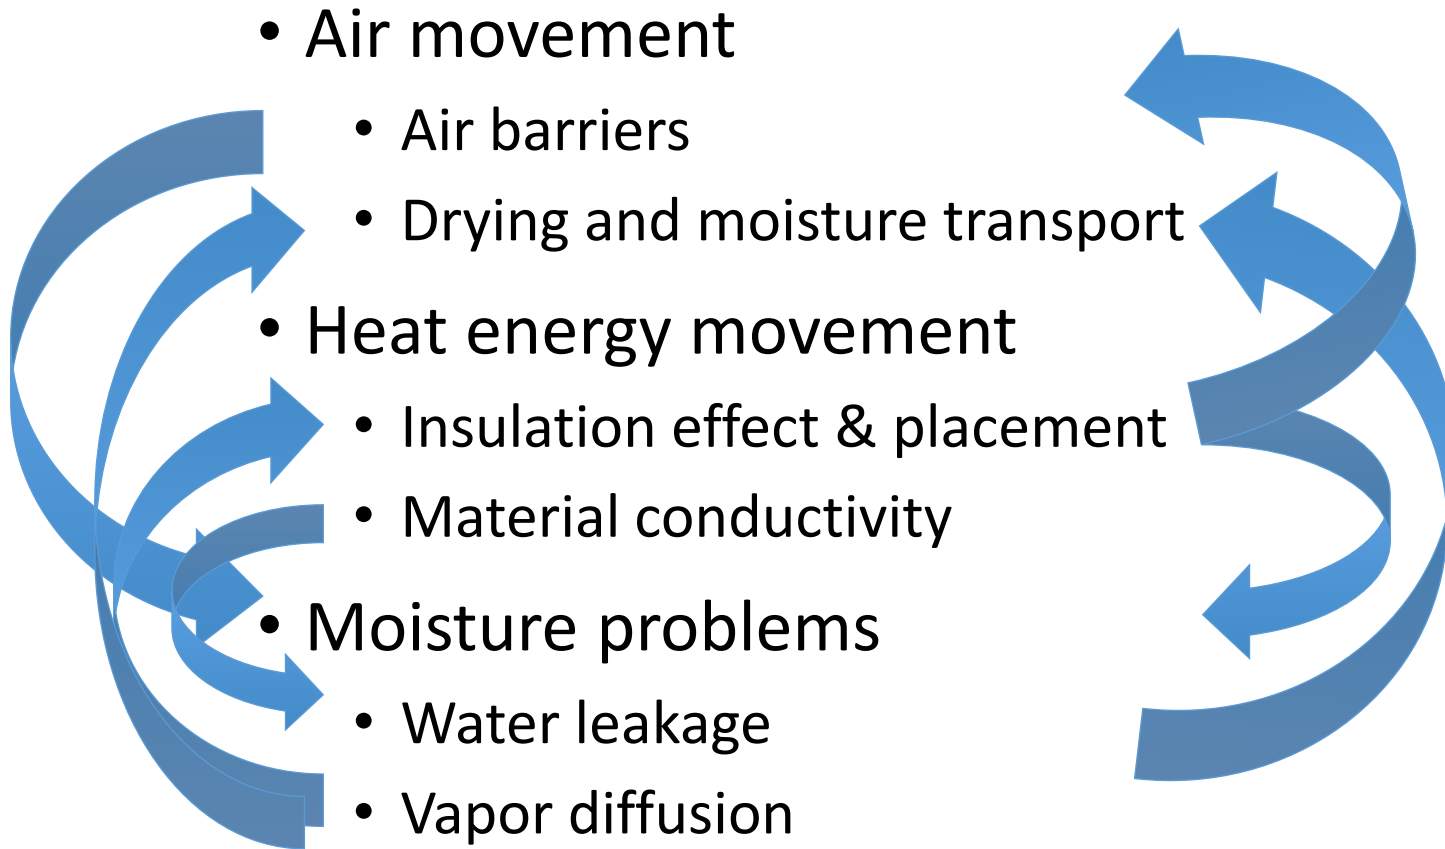 • Air movement
• Air barriers
• Drying and moisture transport
• Heat energy movement
• Insulation effect & placement
• Material conductivity
• Moisture problems
• Water leakage
• Vapor diffusion